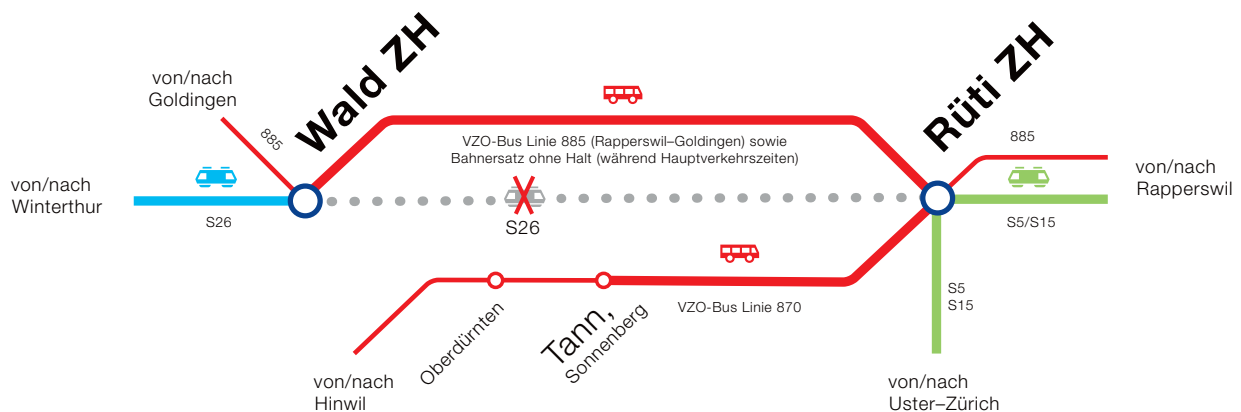 von/nach
Goldingen
885
Wald ZH
VZO-Bus Linie 885 (Rapperswil–Goldingen) sowie
Bahnersatz ohne Halt (während Hauptverkehrszeiten)
Rüti ZH
885
von/nach
Rapperswil
von/nach
Winterthur
S26
S26
S5/S15
Oberdürnten
Tann,
Sonnenberg
VZO-Bus Linie 870
S5
S15
von/nach
Hinwil
von/nach
Uster–Zürich